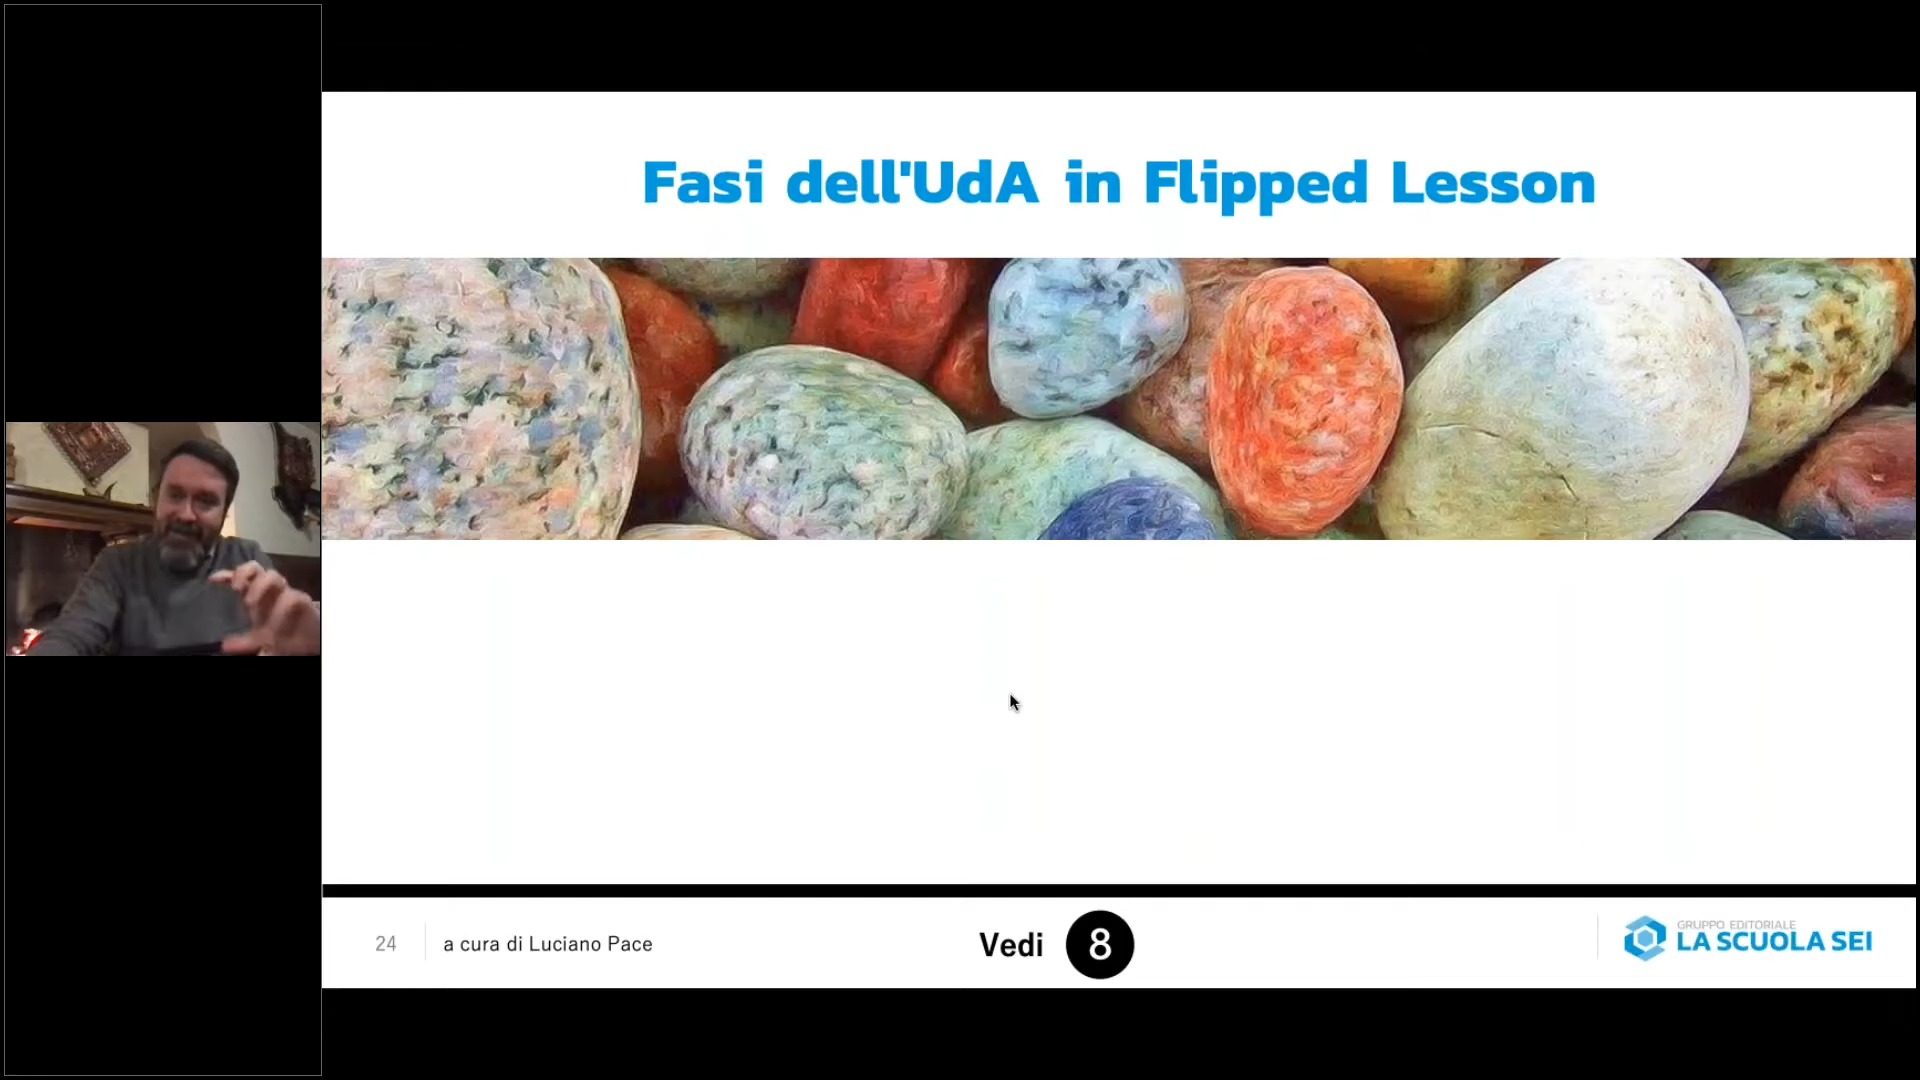 Fasi dell'UdA in Flipped Lesson
24
a cura di Luciano Pace
Vedi 8
GRUPPO EDITORIALE
LA SCUOLA SEI